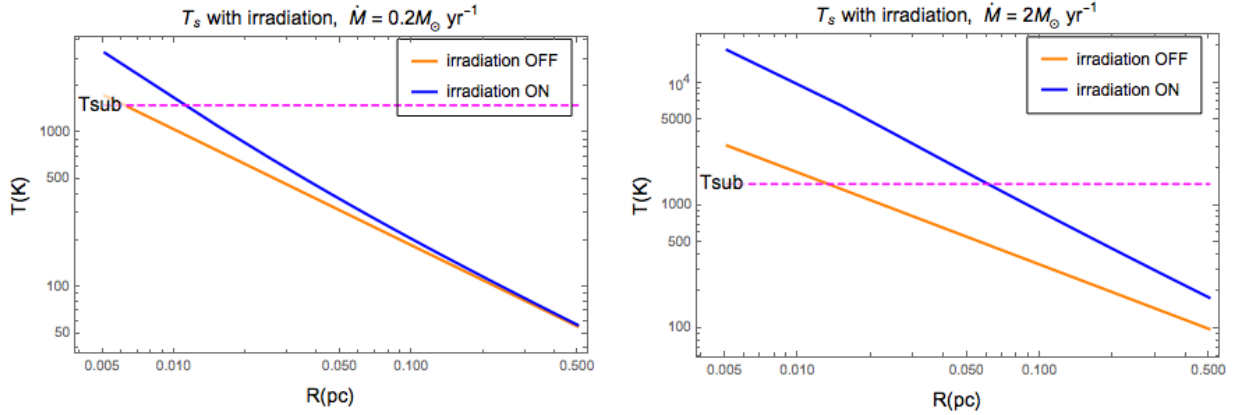 T_s with irradiation, Ṁ = 0.2M_⊙ yr⁻¹
irradiation OFF
irradiation ON
Tsub
1000
500
100
50
T(K)
0.005
0.010
0.050
0.100
0.500
R(pc)
T_s with irradiation, Ṁ = 2M_⊙ yr⁻¹
irradiation OFF
irradiation ON
10⁴
5000
Tsub
1000
500
100
T(K)
0.005
0.010
0.050
0.100
0.500
R(pc)